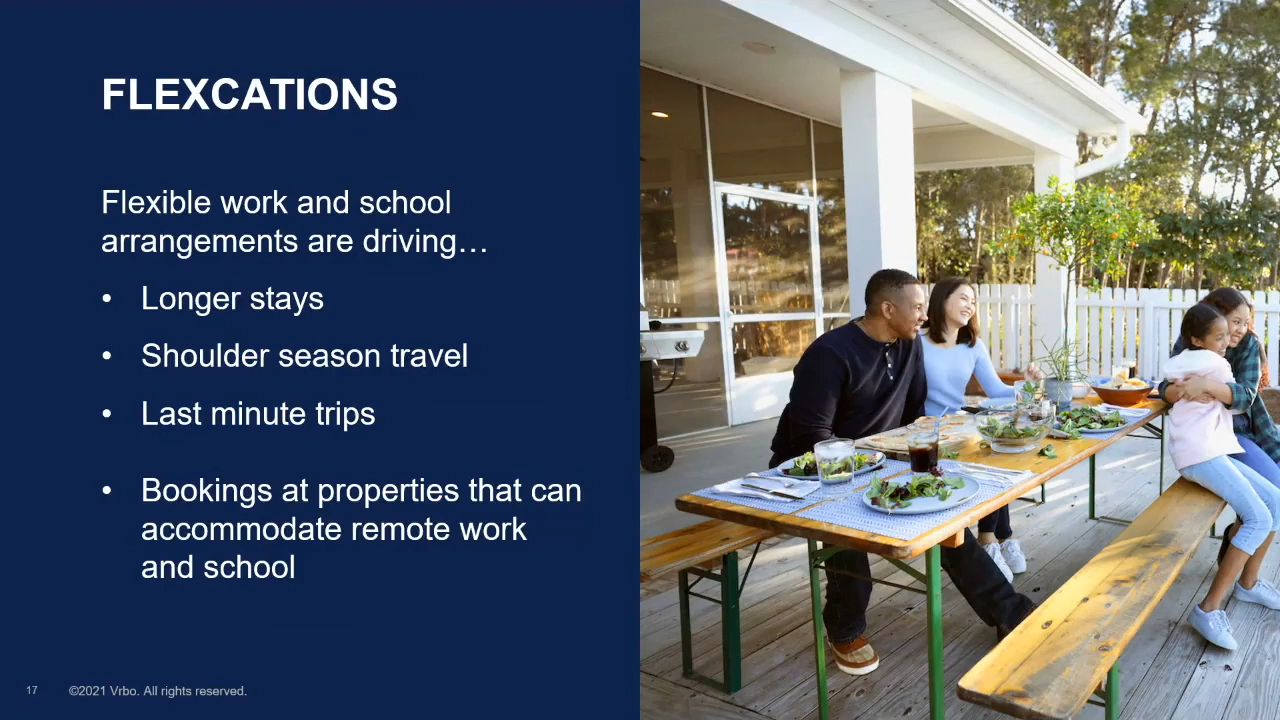 FLEXCATIONS
Flexible work and school
arrangements are driving…
• Longer stays
• Shoulder season travel
• Last minute trips
• Bookings at properties that can
accommodate remote work
and school
17 ©2021 Vrbo. All rights reserved.